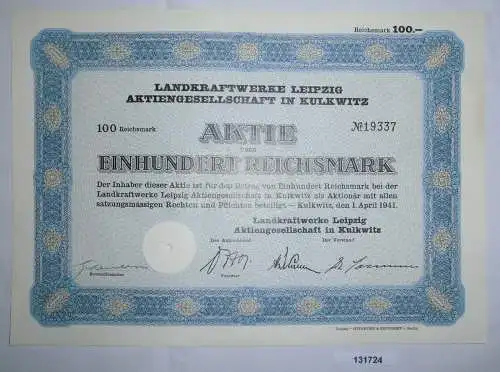 Reichsmark 100.—
LANDKRAFTWERKE LEIPZIG
AKTIENGESELLSCHAFT IN KULKWITZ
100 Reichsmark
AKTIE
ÜBER
№ 19337
EINHUNDERT REICHSMARK
Der Inhaber dieser Aktie ist für den Betrag von Einhundert Reichsmark bei der
Landkraftwerke Leipzig Aktiengesellschaft in Kulkwitz als Aktionär mit allen
satzungsmässigen Rechten und Pflichten beteiligt – Kulkwitz, den 1. April 1941.
Landkraftwerke Leipzig
Aktiengesellschaft in Kulkwitz
Der Aufsichtsrat
Der Vorstand
131724